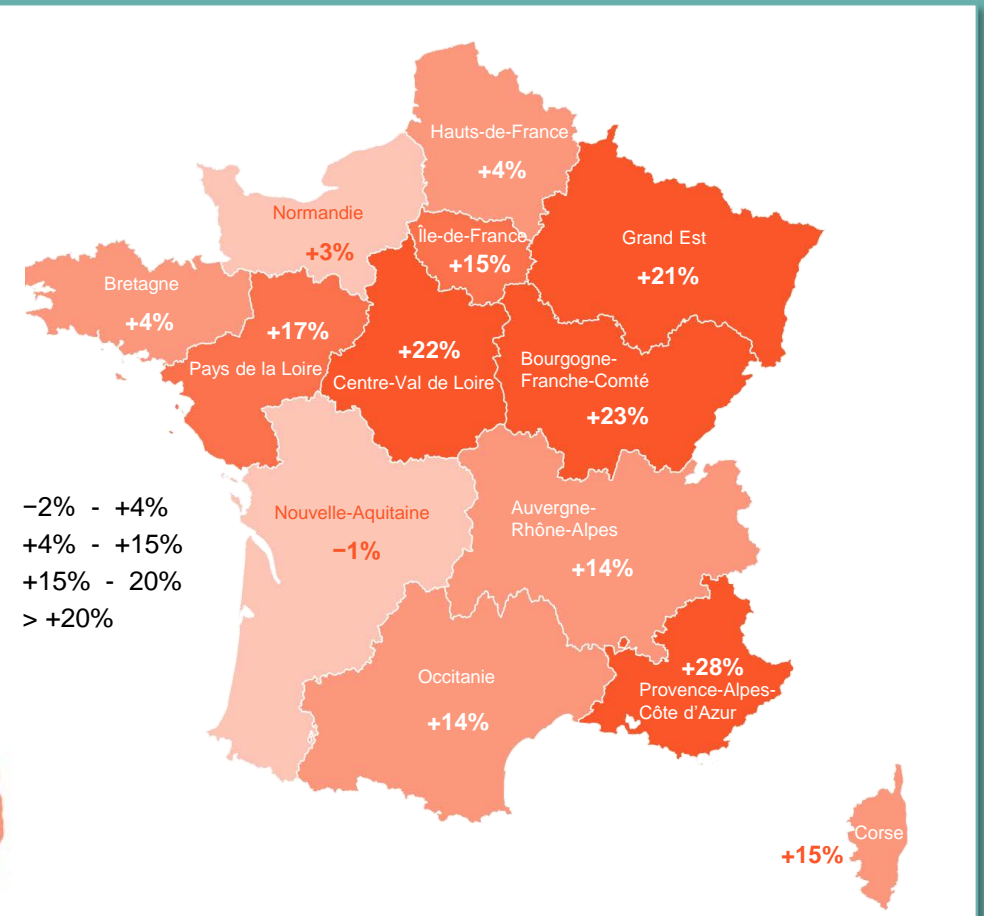 Hauts-de-France
+4%
Normandie
+3%
Île-de-France
+15%
Grand Est
+21%
Bretagne
+4%
+17%
Pays de la Loire
+22%
Centre-Val de Loire
Bourgogne-
Franche-Comté
+23%
−2% - +4%
+4% - +15%
+15% - 20%
> +20%
Nouvelle-Aquitaine
−1%
Auvergne-
Rhône-Alpes
+14%
Occitanie
+14%
+28%
Provence-Alpes-
Côte d’Azur
Corse
+15%